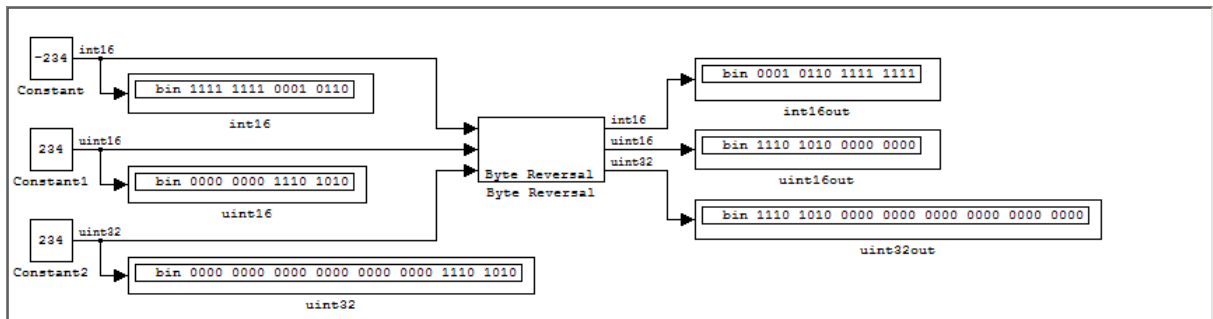 -234
int16
Constant
bin 1111 1111 0001 0110
int16
234
uint16
Constant1
bin 0000 0000 1110 1010
uint16
234
uint32
Constant2
bin 0000 0000 0000 0000 0000 0000 1110 1010
uint32
Byte Reversal
Byte Reversal
int16
uint16
uint32
bin 0001 0110 1111 1111
int16out
bin 1110 1010 0000 0000
uint16out
bin 1110 1010 0000 0000 0000 0000 0000 0000
uint32out